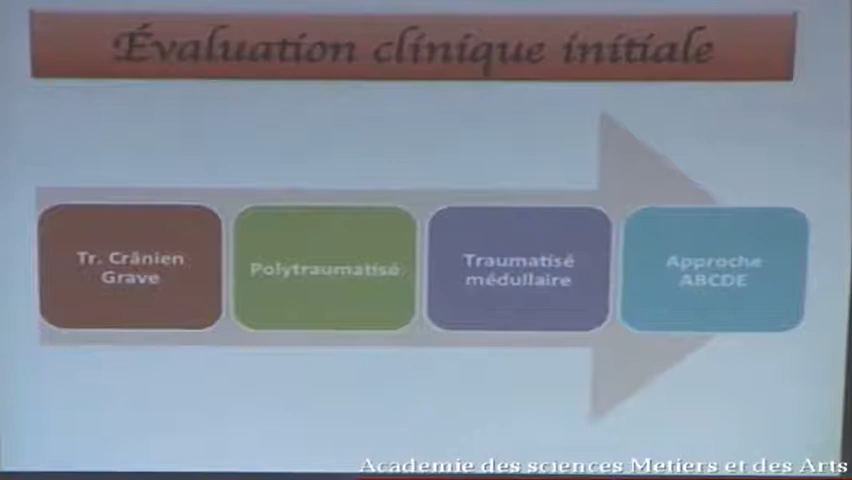 Évaluation clinique initiale
Tr. Crânien
Grave
Polytraumatisé
Traumatisé
médullaire
Approche
ABCDE
Academie des sciences Metiers et des Arts